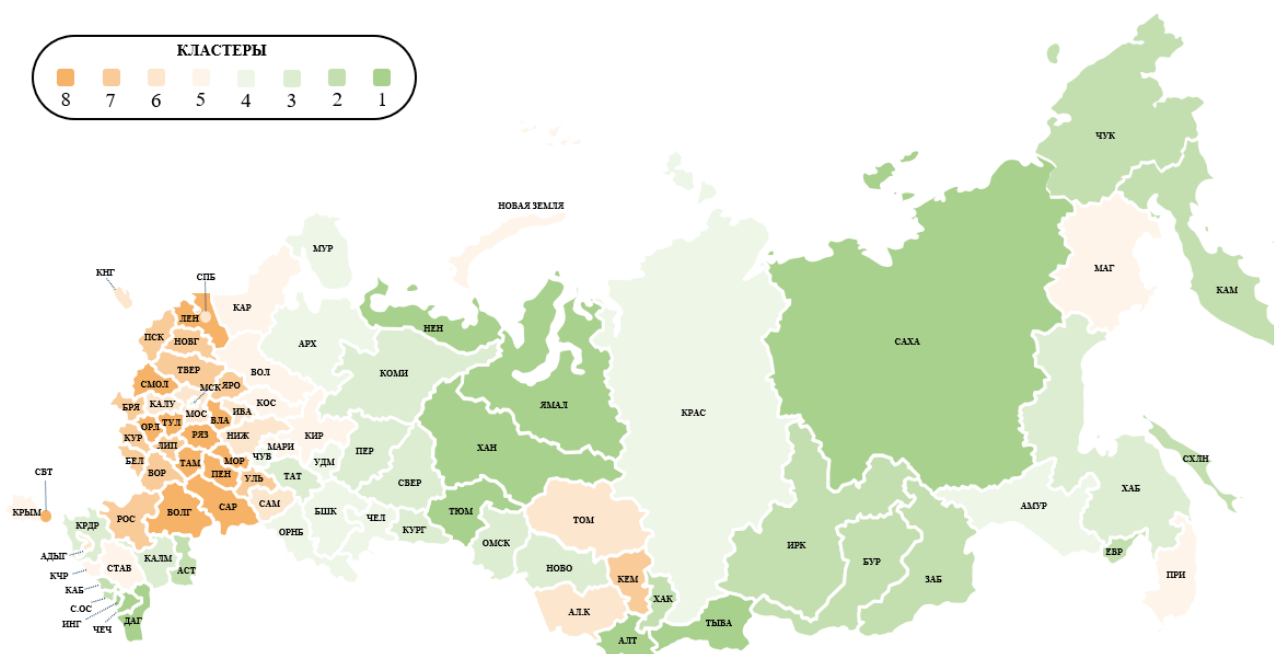 КЛАСТЕРЫ
8 7 6 5 4 3 2 1
ЧУК
НОВАЯ ЗЕМЛЯ
МУР
КНГ
СПБ
МАГ
КАМ
КАР
ЛЕН
НЕН
ПСК
НОВГ
АРХ
САХА
ТВЕР
ВОЛ
КОМИ
СМОЛ
МСК
ЯРО
ЯМАЛ
КРАС
БРЯ
КАЛУ
МОС
ИВА
КОС
ОРЛ
ТУЛ
ВЛА
КУР
ЛИП
РЯЗ
НИЖ
МАРИ
КИР
ХАН
ПЕР
БЕЛ
ВОР
ТАМ
МОР
ЧУВ
УДМ
СХЛН
СВТ
ПЕН
УЛЬ
ТАТ
СВЕР
ХАБ
КРЫМ
РОС
ВОЛГ
САР
САМ
БШК
ЧЕЛ
ТЮМ
ТОМ
АМУР
КРДР
ОРНБ
КУРГ
ОМСК
ИРК
АДЫГ
КАЛМ
ЕВР
КЧР
СТАВ
АСТ
НОВО
КЕМ
БУР
ЗАБ
ПРИ
КАБ
ХАК
С.ОС
АЛ.К
ИНГ
ЧЕЧ
ДАГ
ТЫВА
АЛТ